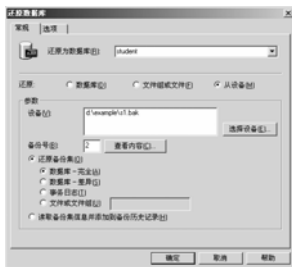 还原数据库
常规 选项
还原为数据库(R): student
还原: 数据库(D) 文件组或文件(F) 从设备(M)
参数
设备(V): d:\example\s1.bak
选择设备(E)...
备份号(B): 2 查看内容(C)...
还原备份集(O)
数据库 - 完全(A)
数据库 - 差异(S)
事务日志(T)
文件或文件组(U)
读取备份集信息并添加到备份历史记录(H)
确定 取消 帮助